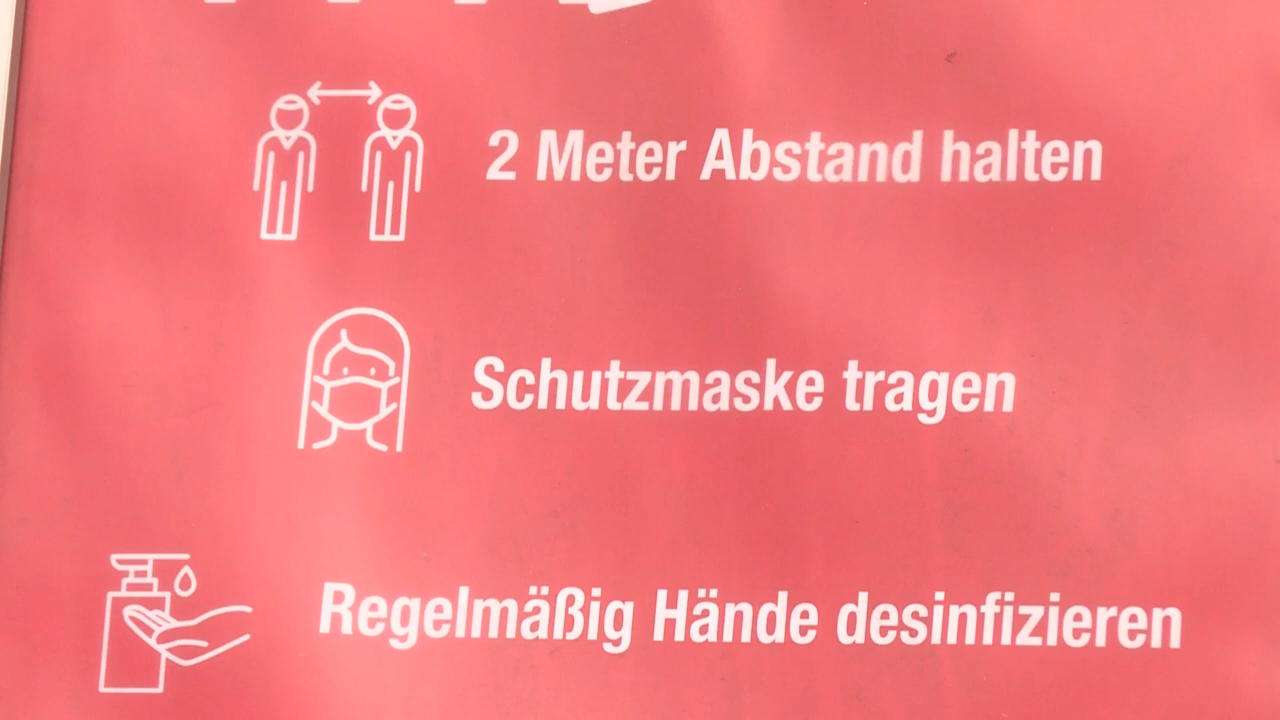 2 Meter Abstand halten
Schutzmaske tragen
Regelmäßig Hände desinfizieren